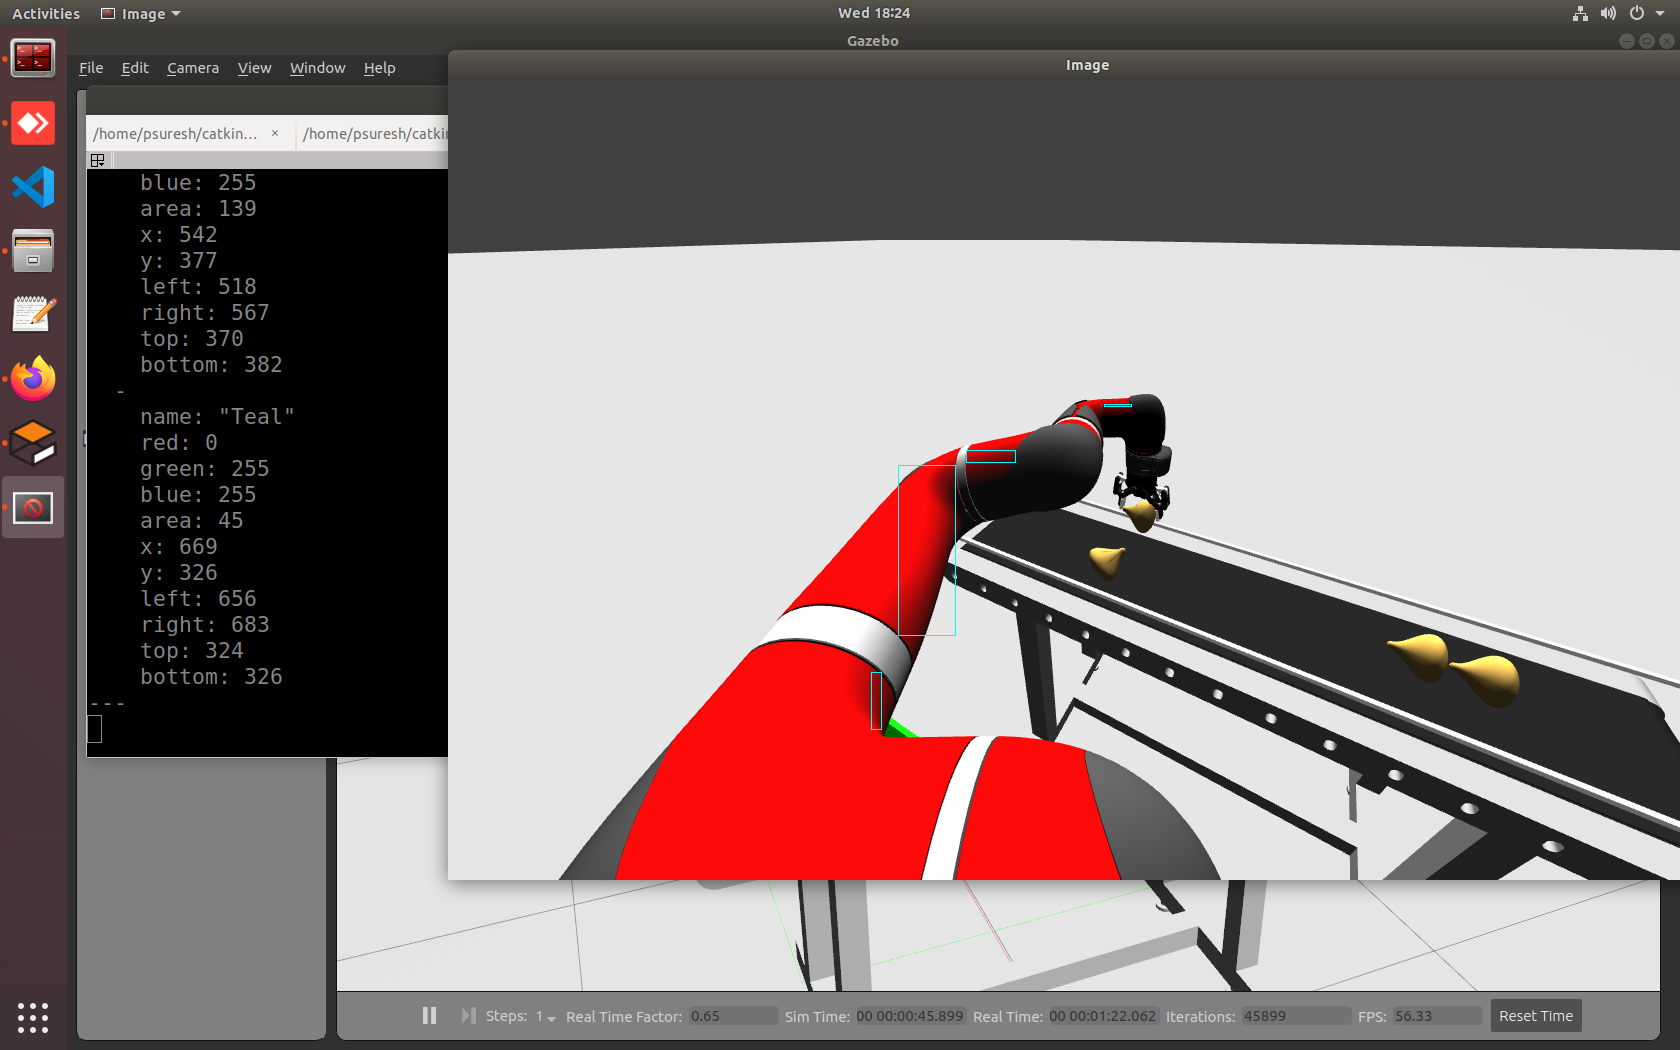 Activities
Image
Wed 18:24
Gazebo
File Edit Camera View Window Help
Image
/home/psuresh/catkin... ×
/home/psuresh/catkin
blue: 255
area: 139
x: 542
y: 377
left: 518
right: 567
top: 370
bottom: 382
-
name: "Teal"
red: 0
green: 255
blue: 255
area: 45
x: 669
y: 326
left: 656
right: 683
top: 324
bottom: 326
---
Steps: 1 Real Time Factor: 0.65 Sim Time: 00 00:00:45.899 Real Time: 00 00:01:22.062 Iterations: 45899 FPS: 56.33 Reset Time